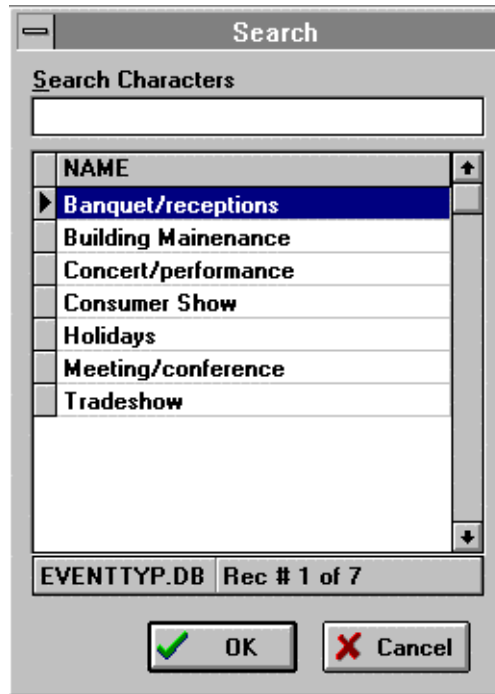 Search
Search Characters
NAME
Banquet/receptions
Building Mainenance
Concert/performance
Consumer Show
Holidays
Meeting/conference
Tradeshow
EVENTTYP.DB Rec # 1 of 7
OK Cancel